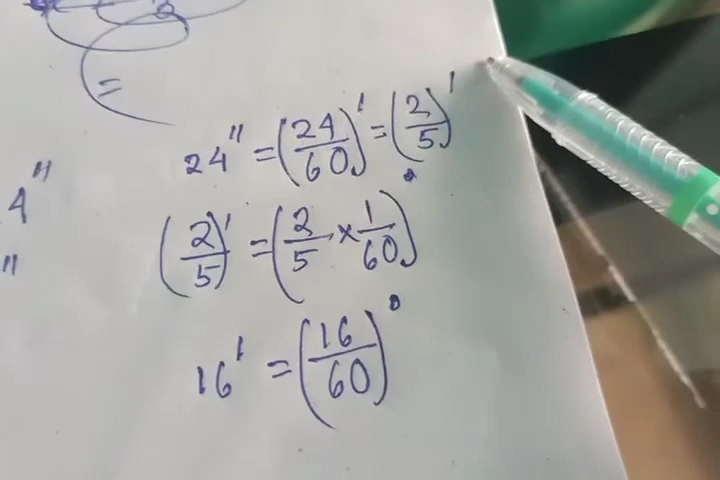 =
24" = (24/60)' = (2/5)'
4"
(2/5)' = (2/5 × 1/60)°
"
16' = (16/60)°